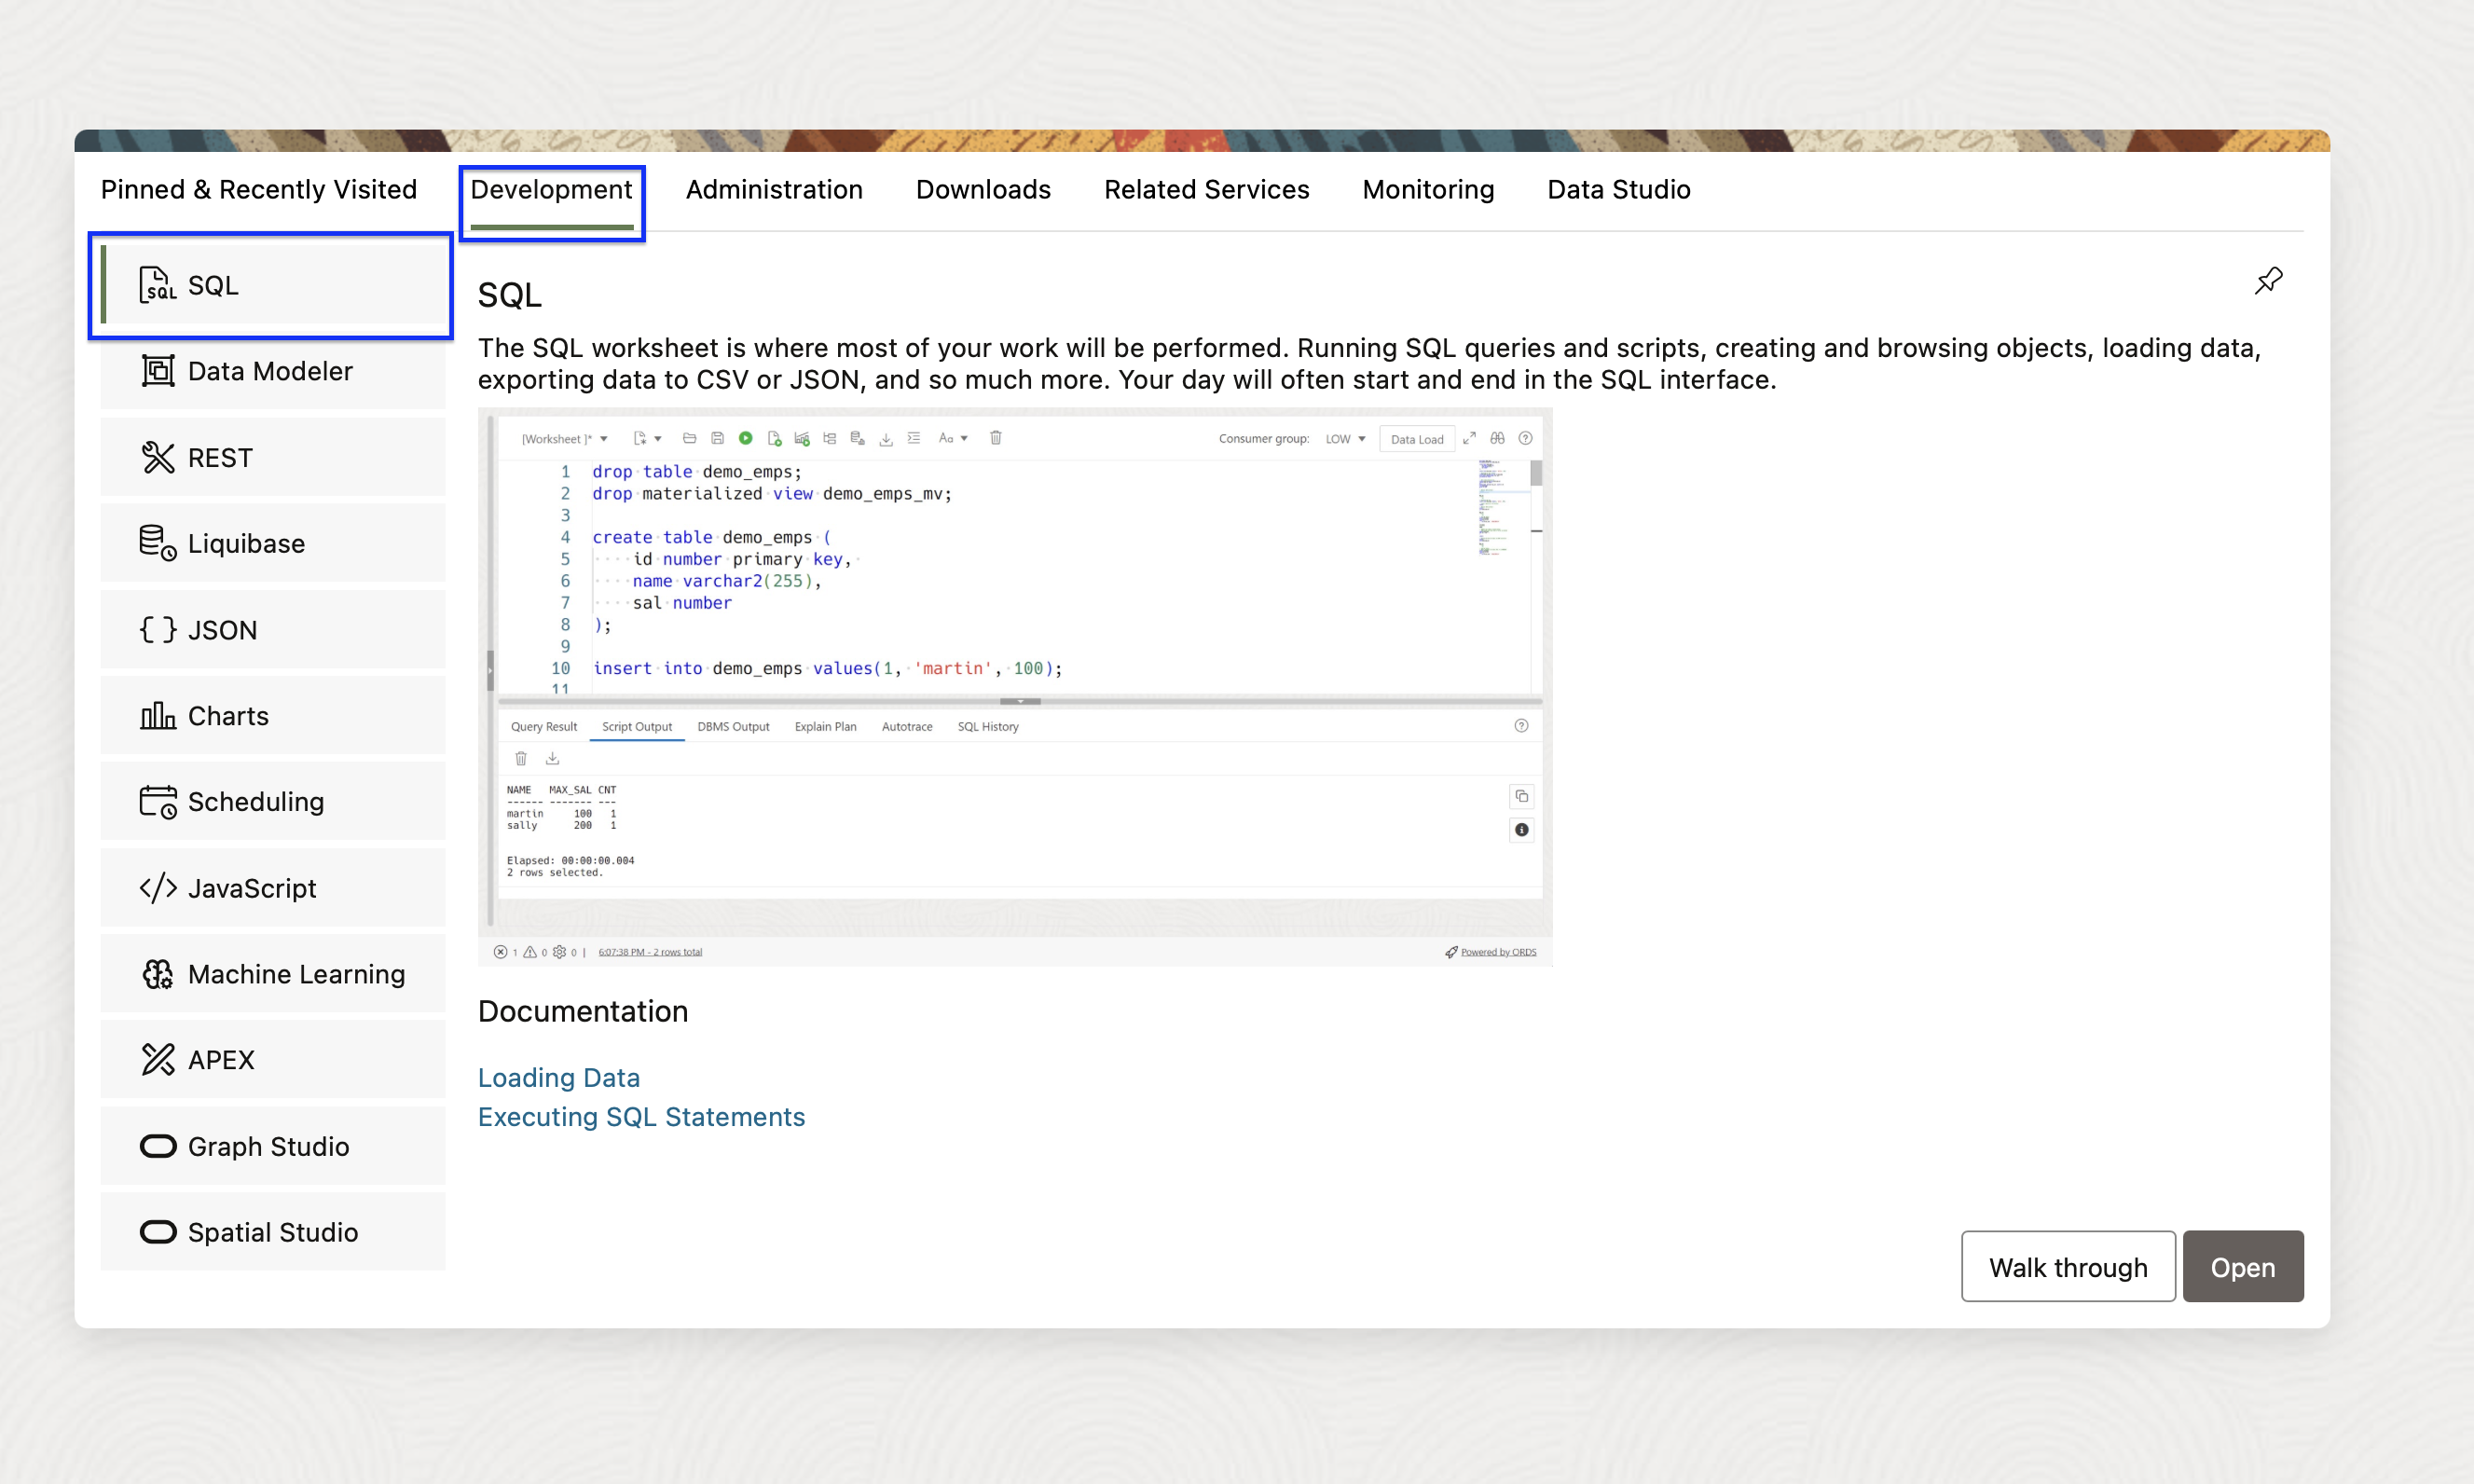 Pinned & Recently Visited Development Administration Downloads Related Services Monitoring Data Studio
SQL
Data Modeler
REST
Liquibase
JSON
Charts
Scheduling
JavaScript
Machine Learning
APEX
Graph Studio
Spatial Studio
SQL
The SQL worksheet is where most of your work will be performed. Running SQL queries and scripts, creating and browsing objects, loading data,
exporting data to CSV or JSON, and so much more. Your day will often start and end in the SQL interface.
[Worksheet ]* Aa Consumer group: LOW Data Load
1 drop table demo_emps;
2 drop materialized view demo_emps_mv;
3
4 create table demo_emps (
5 id number primary key,
6 name varchar2(255),
7 sal number
8 );
9
10 insert into demo_emps values(1, 'martin', 100);
11
Query Result Script Output DBMS Output Explain Plan Autotrace SQL History
NAME MAX_SAL CNT
------ ------- ---
martin 100 1
sally 200 1
Elapsed: 00:00:00.004
2 rows selected.
1 0 0 | 6:07:38 PM - 2 rows total Powered by ORDS
Documentation
Loading Data
Executing SQL Statements
Walk through Open